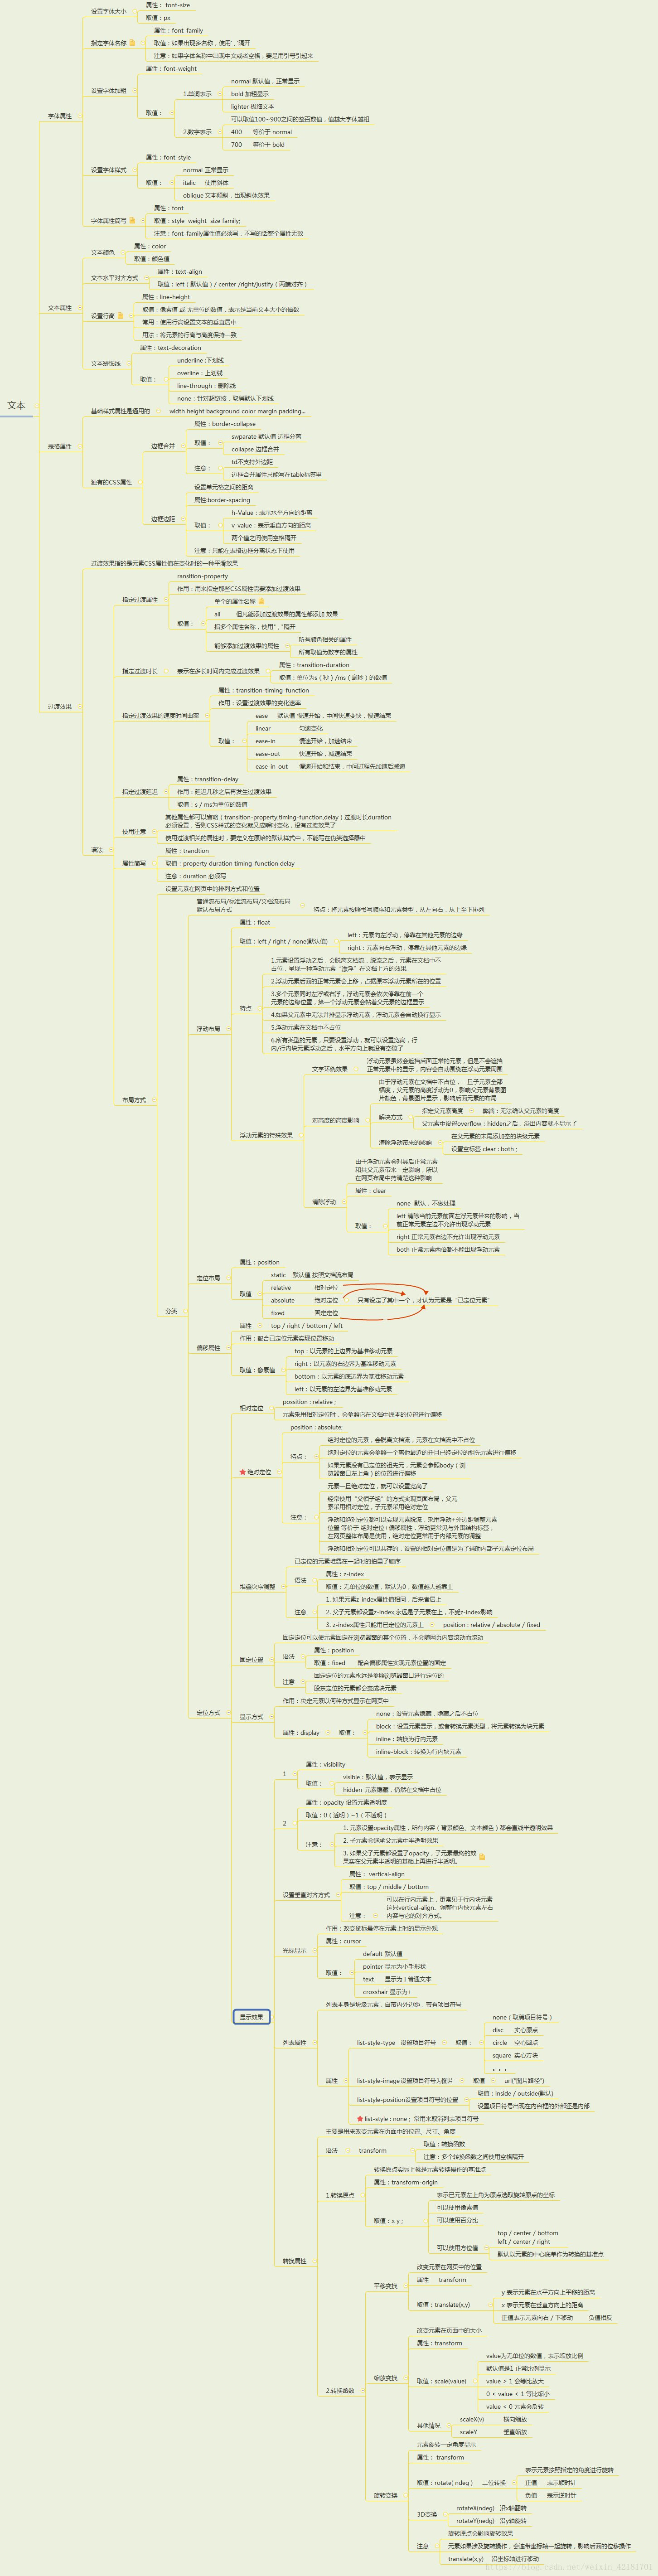 文本
字体属性
设置字体大小
属性： font-size
取值：px
指定字体名称
属性：font-family
取值：如果出现多名称，使用“，”隔开
注意：如果字体名称中出现中文或者空格，要是用引号引起来
设置字体加粗
属性：font-weight
取值：
1.单词表示
normal 默认值，正常显示
bold 加粗显示
lighter 极细文本
2.数字表示
可以取值100~900之间的整百数值，值越大字体越粗
400 等价于 normal
700 等价于 bold
设置字体样式
属性：font-style
取值：
normal 正常显示
italic 使用斜体
oblique 文本倾斜，出现斜体效果
字体属性简写
属性：font
取值：style weight size family;
注意：font-family属性值必须写，不写的话整个属性无效
文本属性
文本颜色
属性：color
取值：颜色值
文本水平对齐方式
属性：text-align
取值：left（默认值）/ center /right/justify（两端对齐）
设置行高
属性：line-height
取值：像素值 或 无单位的数值，表示是当前文本大小的倍数
常用：使用行高设置文本的垂直居中
用法：将元素的行高与高度保持一致
文本装饰线
属性：text-decoration
取值：
underline :下划线
overline：上划线
line-through：删除线
none：针对超链接，取消默认下划线
表格属性
基础样式属性是通用的
width height background color margin padding...
独有的CSS属性
边框合并
属性：border-collapse
取值：
swparate 默认值 边框分离
collapse 边框合并
注意：
td不支持外边距
边框合并属性只能写在table标签里
边框边距
设置单元格之间的距离
属性:border-spacing
取值：
h-Value：表示水平方向的距离
v-value：表示垂直方向的距离
两个值之间使用空格隔开
注意：只能在表格边框分离状态下使用
过渡效果
过渡效果指的是元素CSS属性值在变化时的一种平滑效果
语法
指定过渡属性
ransition-property
作用：用来指定那些CSS属性需要添加过渡效果
取值：
单个的属性名称
all 但凡能添加过渡效果的属性都添加 效果
指多个属性名称，使用“，”隔开
能够添加过渡效果的属性
所有颜色相关的属性
所有取值为数字的属性
指定过渡时长
表示在多长时间内完成过渡效果
属性：transition-duration
取值：单位为s（秒）/ms（毫秒）的数值
指定过渡效果的速度时间曲率
属性：transition-timing-function
作用：设置过渡效果的变化速率
取值：
ease 默认值 慢速开始，中间快速变快，慢速结束
linear 匀速变化
ease-in 慢速开始，加速结束
ease-out 快速开始，减速结束
ease-in-out 慢速开始和结束，中间过程先加速后减速
指定过渡延迟
属性：transition-delay
作用：延迟几秒之后再发生过渡效果
取值：s / ms为单位的数值
使用注意
其他属性都可以省略（transition-property,timing-function,delay）过渡时长duration
必须设置，否则CSS样式的变化就又成瞬时变化，没有过渡效果了
使用过渡相关的属性时，要定义在原始的默认样式中，不能写在伪类选择器中
属性简写
属性：trandtion
取值：property duration timing-function delay
注意：duration 必须写
布局方式
设置元素在网页中的排列方式和位置
分类
普通流布局/标准流布局/文档流布局
默认布局方式
特点：将元素按照书写顺序和元素类型，从左向右，从上至下排列
浮动布局
属性：float
取值：left / right / none(默认值)
left：元素向左浮动，停靠在其他元素的边缘
right：元素向右浮动，停靠在其他元素的边缘
特点
1.元素设置浮动之后，会脱离文档流，脱流之后，元素在文档中不
占位，呈现一种浮动元素“漂浮”在文档上方的效果
2.浮动元素后面的正常元素会上移，占据原本浮动元素所在的位置
3.多个元素同时左浮或右浮，浮动元素会依次停靠在前一个
元素的边缘位置，第一个浮动元素会帖着父元素的边框显示
4.如果父元素中无法并排显示浮动元素，浮动元素会自动换行显示
5.浮动元素在文档中不占位
6.所有类型的元素，只要设置浮动，就可以设置宽高，行
内/行内块元素浮动之后，水平方向上就没有空隙了
浮动元素的特殊效果
文字环绕效果
浮动元素虽然会遮挡后面正常的元素，但是不会遮挡
正常元素中的显示，内容会自动围绕在浮动元素周围
对高度的高度影响
由于浮动元素在文档中不占位，一旦子元素全部
幅度，父元素的高度浮动为0，影响父元素背景图
片颜色，背景图片显示，影响后面元素的布局
解决方式
指定父元素高度
弊端：无法确认父元素的高度
父元素中设置overflow：hidden之后，溢出内容就不显示了
清除浮动带来的影响
在父元素的末尾添加空的块级元素
设置空标签 clear : both ;
清除浮动
由于浮动元素会对其后正常元素
和其父元素带来一定影响，所以
在网页布局中药清楚这种影响
属性：clear
取值：
none 默认，不做处理
left 清除当前元素前面左浮元素带来的影响，当
前正常元素左边不允许出现浮动元素
right 正常元素右边不允许出现浮动元素
both 正常元素两侧都不能出现浮动元素
定位布局
属性：position
取值
static 默认值 按照文档流布局
relative 相对定位
absolute 绝对定位
fixed 固定定位
只有设定了其中一个，才认为元素是“已定位元素”
偏移属性
属性 top / right / bottom / left
作用：配合已定位元素实现位置移动
取值：像素值
top：以元素的上边界为基准移动元素
right：以元素的右边界为基准移动元素
bottom：以元素的底边界为基准移动元素
left：以元素的左边界为基准移动元素
定位方式
相对定位
possition : relative ;
元素采用相对定位时，会参照它在文档中原本的位置进行偏移
绝对定位
position : absolute;
特点：
绝对定位的元素，会脱离文档流，元素在文档流中不占位
绝对定位的元素会参照一个离他最近的并且已经定位的祖先元素进行偏移
如果元素没有已定位的祖先元，元素会参照body（浏
览器窗口左上角）的位置进行偏移
注意：
元素一旦绝对定位，就可以设置宽高了
经常使用“父相子绝”的方式实现页面布局，父元
素采用相对定位，子元素采用绝对定位
浮动和绝对定位都可以实现元素脱流，采用浮动+外边距调整元素
位置 等价于 绝对定位+偏移属性，浮动更常见与外围结构标签，
左网页整体布局是使用，绝对定位更常用于内部元素的调整
浮动和相对定位可以共存的，设置的相对定位值是为了辅助内部子元素定位布局
堆叠次序调整
已定位的元素堆叠在一起时的拍里了顺序
语法
属性：z-index
取值：无单位的数值，默认为0，数值越大越靠上
注意
1. 如果元素z-index属性值相同，后来者居上
2. 父子元素都设置z-index,永远是子元素在上，不受z-index影响
3. z-index属性只能用已定位的元素上
position : relative / absolute / fixed
固定位置
固定定位可以使元素固定在浏览器窗的某个位置，不会随网页内容滚动而滚动
语法
属性：position
取值：fixed 配合偏移属性实现元素位置的固定
注意
固定定位的元素永远是参照浏览器窗口进行定位的
股东定位的元素都会变成块元素
显示方式
作用：决定元素以何种方式显示在网页中
属性：display
取值：
none：设置元素隐藏，隐藏之后不占位
block：设置元素显示，或者转换元素类型，将元素转换为块元素
inline：转换为行内元素
inline-block：转换为行内块元素
显示效果
1
属性：visibility
取值：
visible：默认值，表示显示
hidden 元素隐藏，仍然在文档中占位
2
属性：opacity 设置元素透明度
取值：0（透明）~1（不透明）
注意：
1. 元素设置opacity属性，所有内容（背景颜色、文本颜色）都会直线半透明效果
2. 子元素会继承父元素中半透明效果
3. 如果父子元素都设置了opacity，子元素最终的效
果实在父元素半透明的基础上再进行半透明。
设置垂直对齐方式
属性： vertical-align
取值：top / middle / bottom
注意：
可以在行内元素上，更常见于行内块元素
这只vertical-align。调整行内块元素左右
内容与它的对齐方式。
光标显示
作用：改变鼠标悬停在元素上时的显示外观
属性：cursor
取值：
default 默认值
pointer 显示为小手形状
text 显示为 I 普通文本
crosshair 显示为+
列表属性
列表本身是块级元素，自带内外边距，带有项目符号
属性
list-style-type 设置项目符号
取值：
none（取消项目符号）
disc 实心原点
circle 空心圆点
square 实心方块
。。。
list-style-image设置项目符号为图片
取值
url("图片路径")
list-style-position设置项目符号的位置
取值：inside / outside(默认)
设置项目符号出现在内容框的外部还是内部
list-style : none ; 常用来取消列表项目符号
转换属性
主要是用来改变元素在页面中的位置、尺寸、角度
语法
transform
取值：转换函数
注意：多个转换函数之间使用空格隔开
1.转换原点
转换原点实际上就是元素转换操作的基准点
属性：transform-origin
取值：x y ;
表示已元素左上角为原点选取旋转原点的坐标
可以使用像素值
可以使用百分比
可以使用方位值
top / center / bottom
left / center / right
默认以元素的中心底单作为转换的基准点
2.转换函数
平移变换
改变元素在网页中的位置
属性 transform
取值：translate(x,y)
y 表示元素在水平方向上平移的距离
x 表示元素在垂直方向上的距离
正值表示元素向右 / 下移动 负值相反
缩放变换
改变元素在页面中的大小
属性：transform
取值：scale(value)
value为无单位的数值，表示缩放比例
默认值是1 正常比例显示
value > 1 会等比放大
0 < value < 1 等比缩小
value < 0 元素会反转
其他情况
scaleX(v) 横向缩放
scaleY 垂直缩放
旋转变换
元素旋转一定角度显示
属性： transform
取值：rotate( ndeg )
二位转换
表示元素按照指定的角度进行旋转
正值 表示顺时针
负值 表示逆时针
3D变换
rotateX(ndeg) 沿x轴翻转
rotateY(nedg) 沿y轴旋转
注意
旋转原点会影响旋转效果
元素如果涉及旋转操作，会连带坐标轴一起旋转，影响后面的位移操作
translate(x,y) 沿坐标轴进行移动
https://blog.csdn.net/weixin_42191701